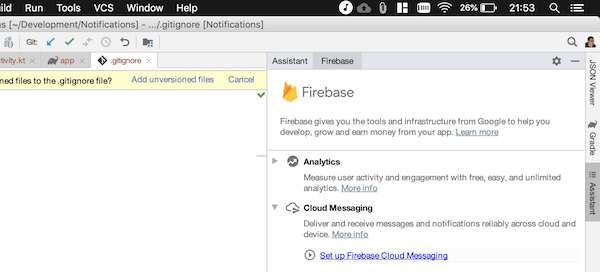 ild Run Tools VCS Window 26% 21:53
ns [~/Development/Notifications] - .../.gitignore [Notifications]
Git:
tivity.kt app .gitignore Assistant Firebase
ned files to the .gitignore file? Add unversioned files Cancel
Firebase
Firebase gives you the tools and infrastructure from Google to help you
develop, grow and earn money from your app. Learn more
Analytics
Measure user activity and engagement with free, easy, and unlimited
analytics. More info
Cloud Messaging
Deliver and receive messages and notifications reliably across cloud and
device. More info
Set up Firebase Cloud Messaging
JSON Viewer
Gradle
Assistant